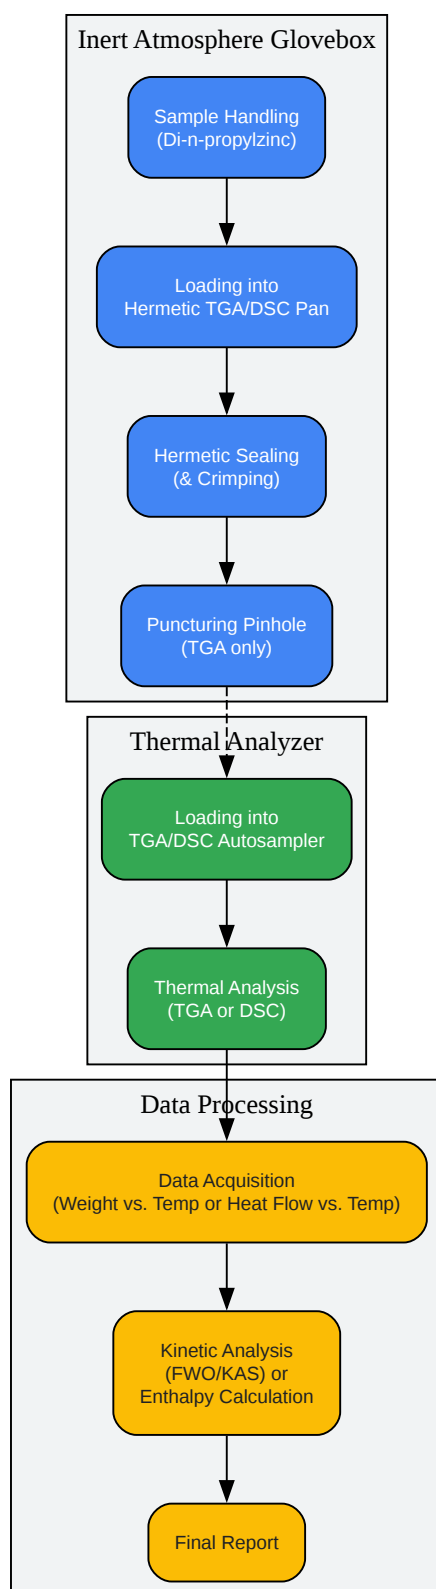 Inert Atmosphere Glovebox
Sample Handling
(Di-n-propylzinc)
Loading into
Hermetic TGA/DSC Pan
Hermetic Sealing
(& Crimping)
Puncturing Pinhole
(TGA only)
Thermal Analyzer
Loading into
TGA/DSC Autosampler
Thermal Analysis
(TGA or DSC)
Data Processing
Data Acquisition
(Weight vs. Temp or Heat Flow vs. Temp)
Kinetic Analysis
(FWO/KAS) or
Enthalpy Calculation
Final Report